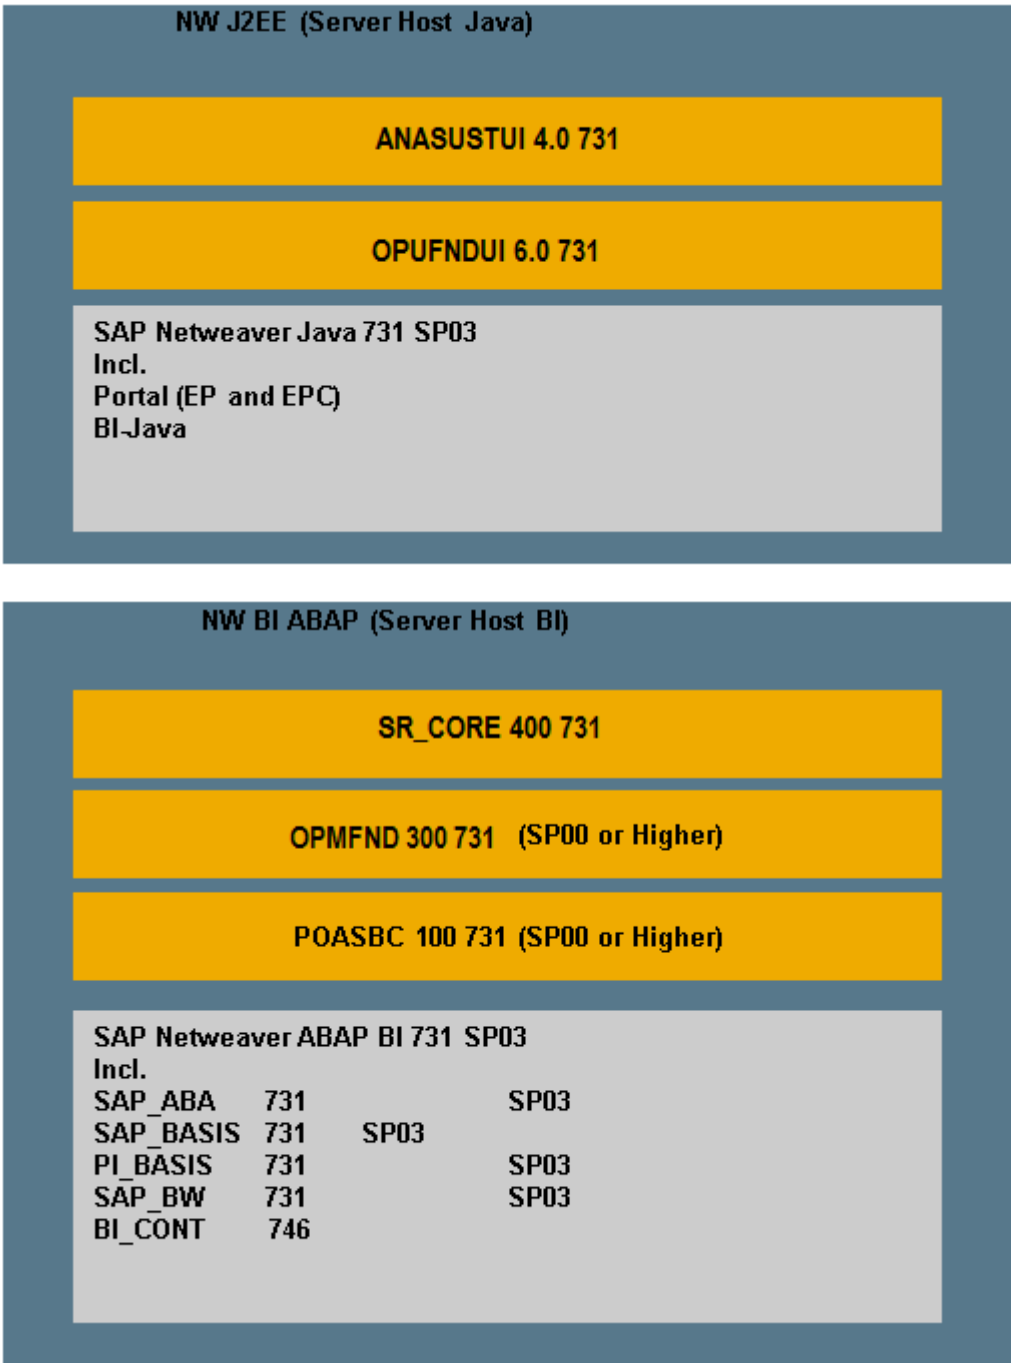 NW J2EE (Server Host Java)
ANASUSTUI 4.0 731
OPUFNDUI 6.0 731
SAP Netweaver Java 731 SP03
Incl.
Portal (EP and EPC)
BI-Java
NW BI ABAP (Server Host BI)
SR_CORE 400 731
OPMFND 300 731 (SP00 or Higher)
POASBC 100 731 (SP00 or Higher)
SAP Netweaver ABAP BI 731 SP03
Incl.
SAP_ABA 731 SP03
SAP_BASIS 731 SP03
PI_BASIS 731 SP03
SAP_BW 731 SP03
BI_CONT 746